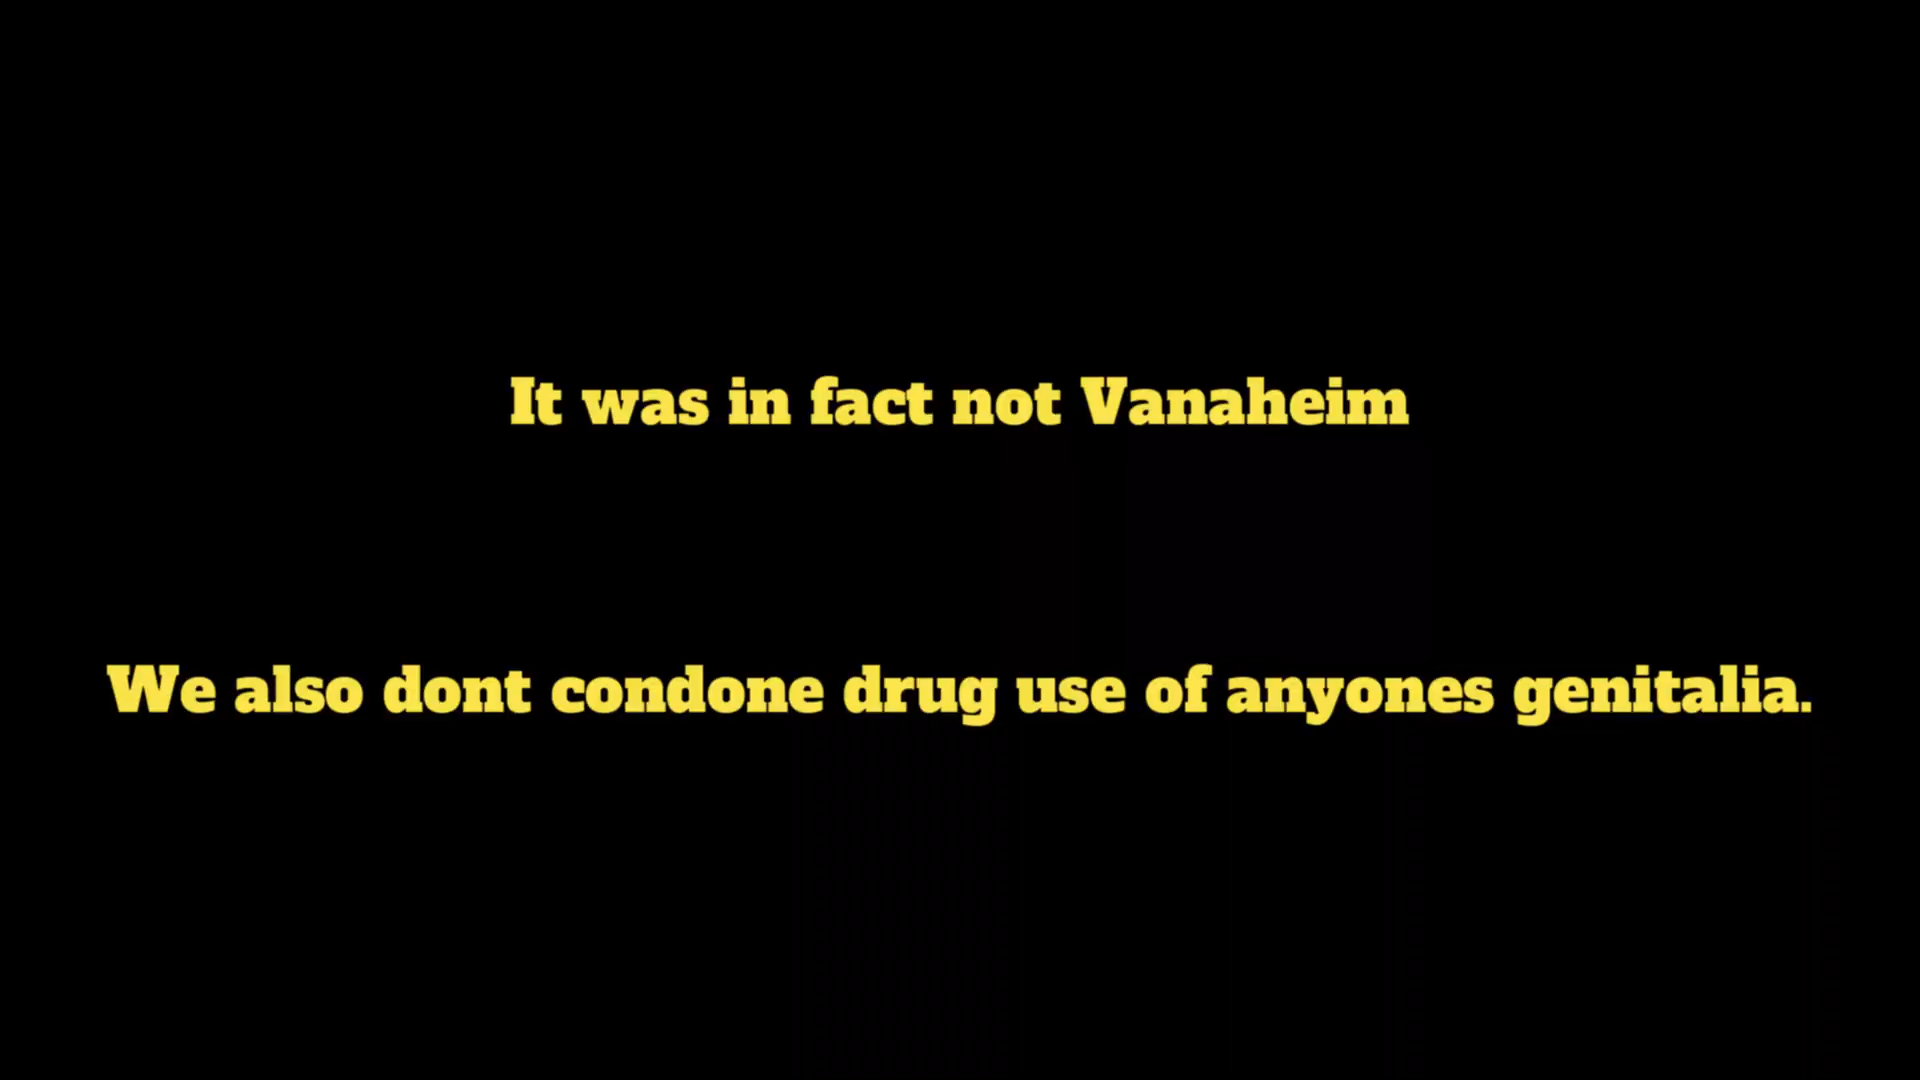 It was in fact not Vanaheim
We also dont condone drug use of anyones genitalia.